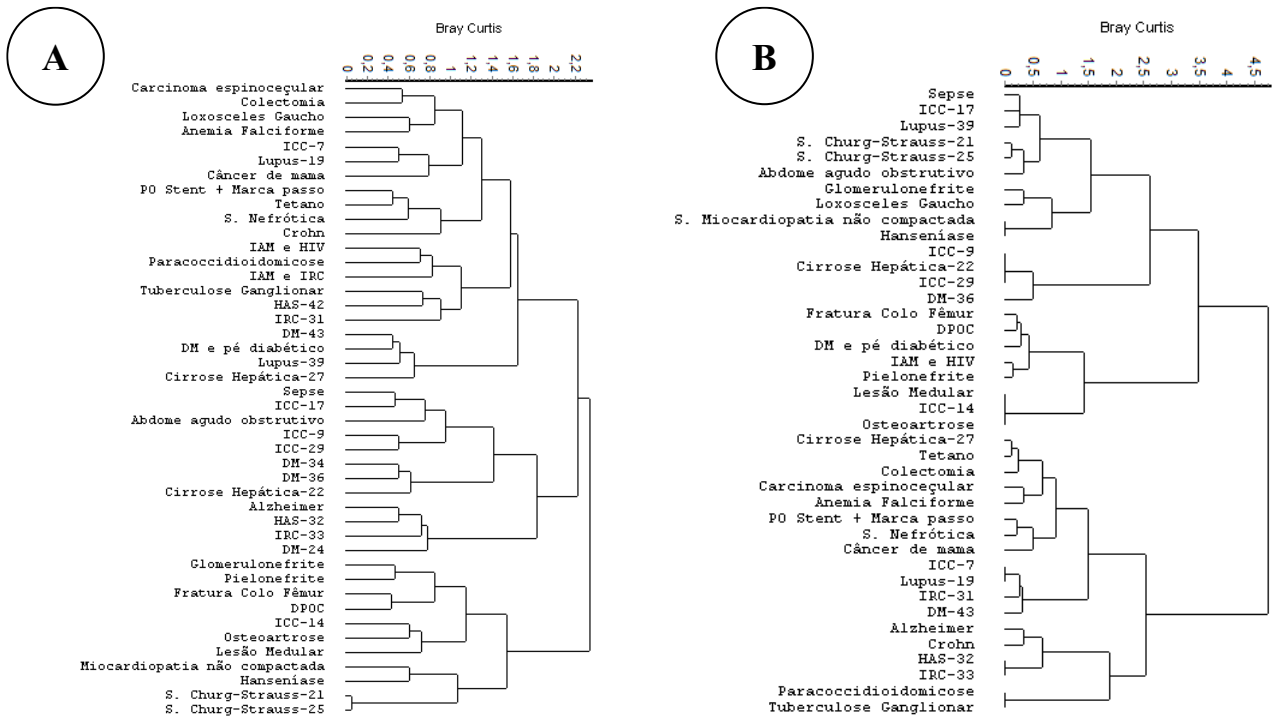 A
Bray Curtis
0 0,2 0,4 0,6 0,8 1 1,2 1,4 1,6 1,8 2 2,2
Carcinoma espinoceçular
Colectomia
Loxosceles Gaucho
Anemia Falciforme
ICC-7
Lupus-19
Câncer de mama
PO Stent + Marca passo
Tetano
S. Nefrótica
Crohn
IAM e HIV
Paracoccidioidomicose
IAM e IRC
Tuberculose Ganglionar
HAS-42
IRC-31
DM-43
DM e pé diabético
Lupus-39
Cirrose Hepática-27
Sepse
ICC-17
Abdome agudo obstrutivo
ICC-9
ICC-29
DM-34
DM-36
Cirrose Hepática-22
Alzheimer
HAS-32
IRC-33
DM-24
Glomerulonefrite
Pielonefrite
Fratura Colo Fêmur
DPOC
ICC-14
Osteoartrose
Lesão Medular
Miocardiopatia não compactada
Hanseníase
S. Churg-Strauss-21
S. Churg-Strauss-25
B
Bray Curtis
0 0,5 1 1,5 2 2,5 3 3,5 4 4,5
Sepse
ICC-17
Lupus-39
S. Churg-Strauss-21
S. Churg-Strauss-25
Abdome agudo obstrutivo
Glomerulonefrite
Loxosceles Gaucho
S. Miocardiopatia não compactada
Hanseníase
ICC-9
Cirrose Hepática-22
ICC-29
DM-36
Fratura Colo Fêmur
DPOC
DM e pé diabético
IAM e HIV
Pielonefrite
Lesão Medular
ICC-14
Osteoartrose
Cirrose Hepática-27
Tetano
Colectomia
Carcinoma espinoceçular
Anemia Falciforme
PO Stent + Marca passo
S. Nefrótica
Câncer de mama
ICC-7
Lupus-19
IRC-31
DM-43
Alzheimer
Crohn
HAS-32
IRC-33
Paracoccidioidomicose
Tuberculose Ganglionar